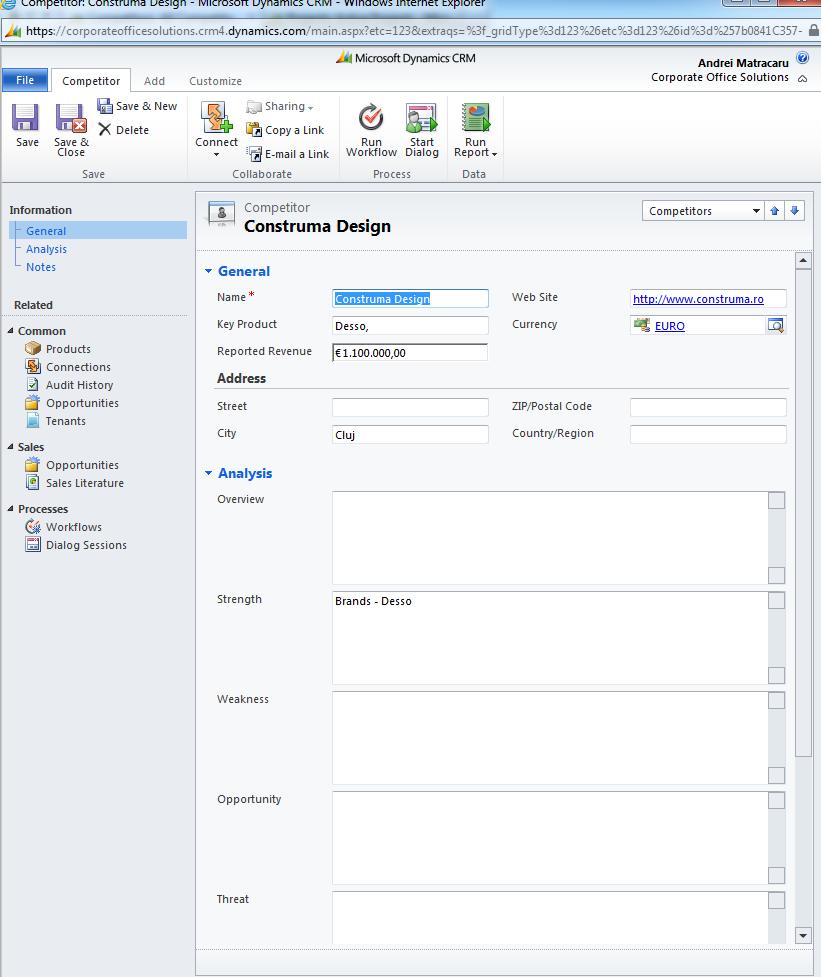 Competitor: Construma Design - Microsoft Dynamics CRM - Windows Internet Explorer
https://corporateofficesolutions.crm4.dynamics.com/main.aspx?etc=123&extraqs=%3f_gridType%3d123%26etc%3d123%26id%3d%257b0841C357-
Microsoft Dynamics CRM
Andrei Matracaru
Corporate Office Solutions
File Competitor Add Customize
Save
Save & Close
Save & New
Delete
Save
Connect
Sharing
Copy a Link
E-mail a Link
Collaborate
Run Workflow
Start Dialog
Process
Run Report
Data
Information
General
Analysis
Notes
Related
Common
Products
Connections
Audit History
Opportunities
Tenants
Sales
Opportunities
Sales Literature
Processes
Workflows
Dialog Sessions
Competitor
Construma Design
Competitors
General
Name * Construma Design Web Site http://www.construma.ro
Key Product Desso, Currency EURO
Reported Revenue €1.100.000,00
Address
Street ZIP/Postal Code
City Cluj Country/Region
Analysis
Overview
Strength Brands - Desso
Weakness
Opportunity
Threat